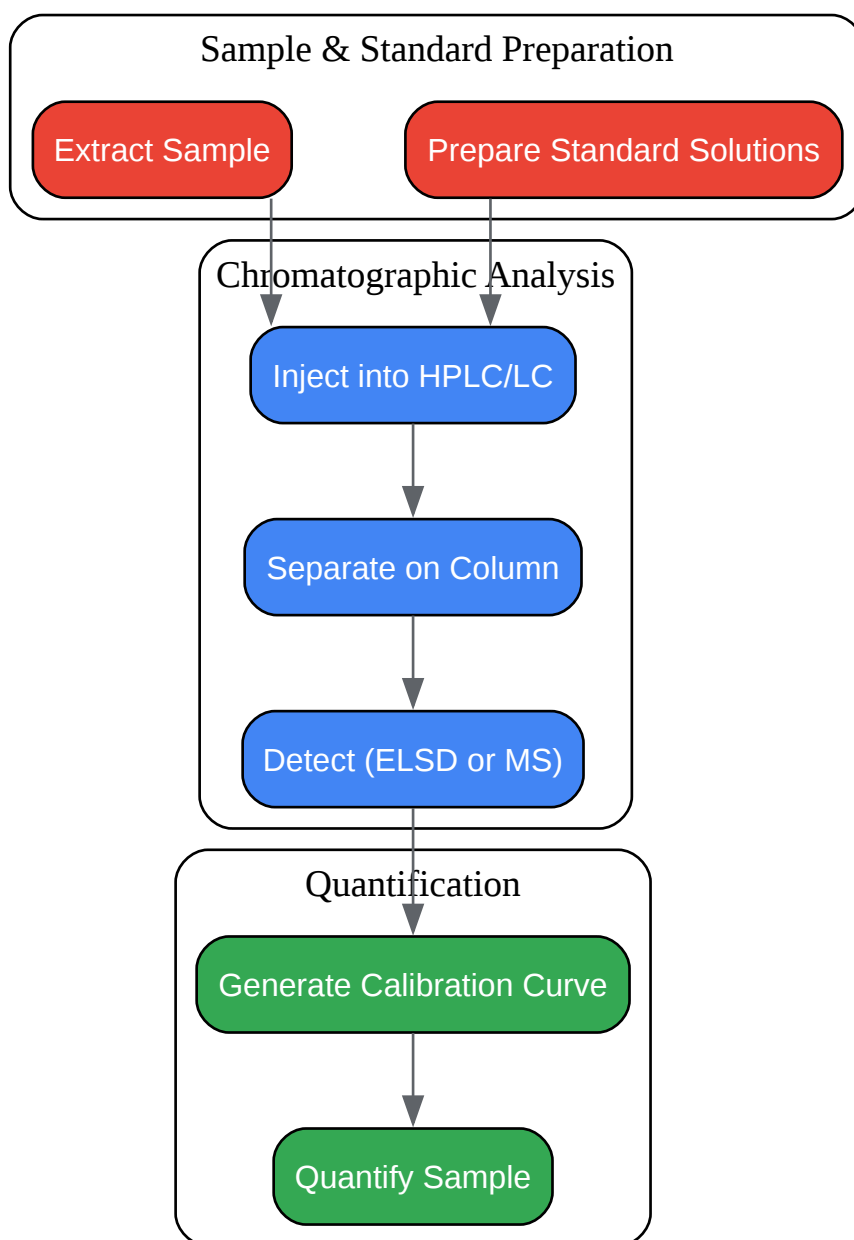 Sample & Standard Preparation
Extract Sample
Prepare Standard Solutions
Chromatographic Analysis
Inject into HPLC/LC
Separate on Column
Detect (ELSD or MS)
Quantification
Generate Calibration Curve
Quantify Sample